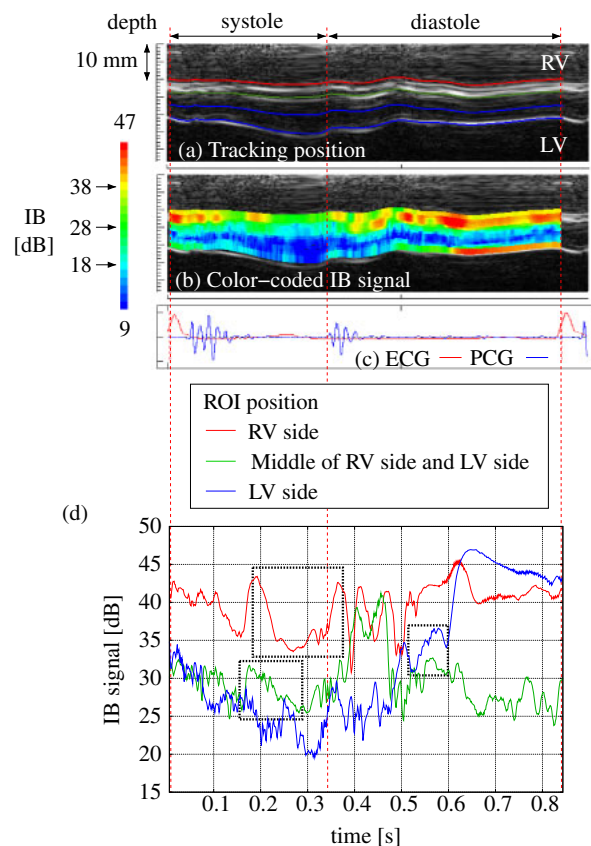 depth
systole
diastole
10 mm
RV
LV
(a) Tracking position
47
38
28
18
9
IB
[dB]
(b) Color−coded IB signal
(c) ECG — PCG —
ROI position
RV side
Middle of RV side and LV side
LV side
(d)
50
45
40
35
30
25
20
15
IB signal [dB]
0.1 0.2 0.3 0.4 0.5 0.6 0.7 0.8
time [s]